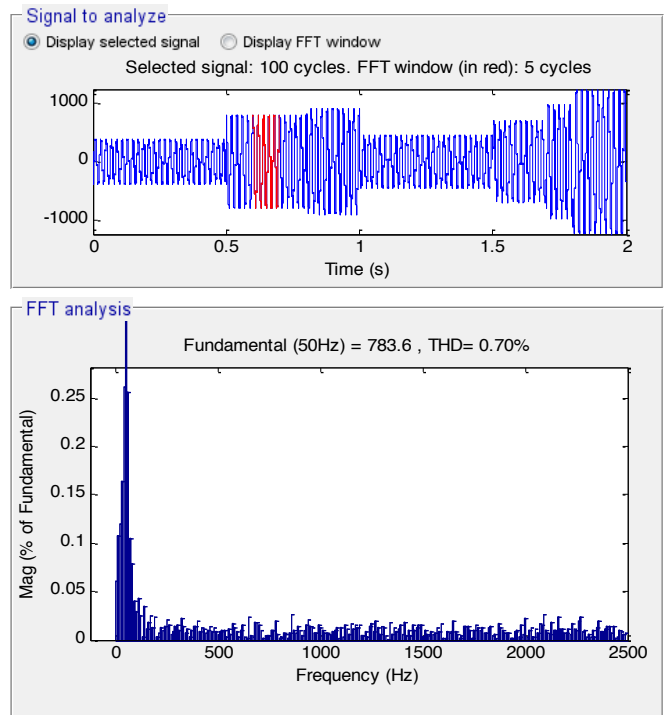 Signal to analyze
Display selected signal Display FFT window
Selected signal: 100 cycles. FFT window (in red): 5 cycles
1000
0
-1000
0 0.5 1 1.5 2
Time (s)
FFT analysis
Fundamental (50Hz) = 783.6 , THD= 0.70%
Mag (% of Fundamental)
0.25
0.2
0.15
0.1
0.05
0
0 500 1000 1500 2000 2500
Frequency (Hz)